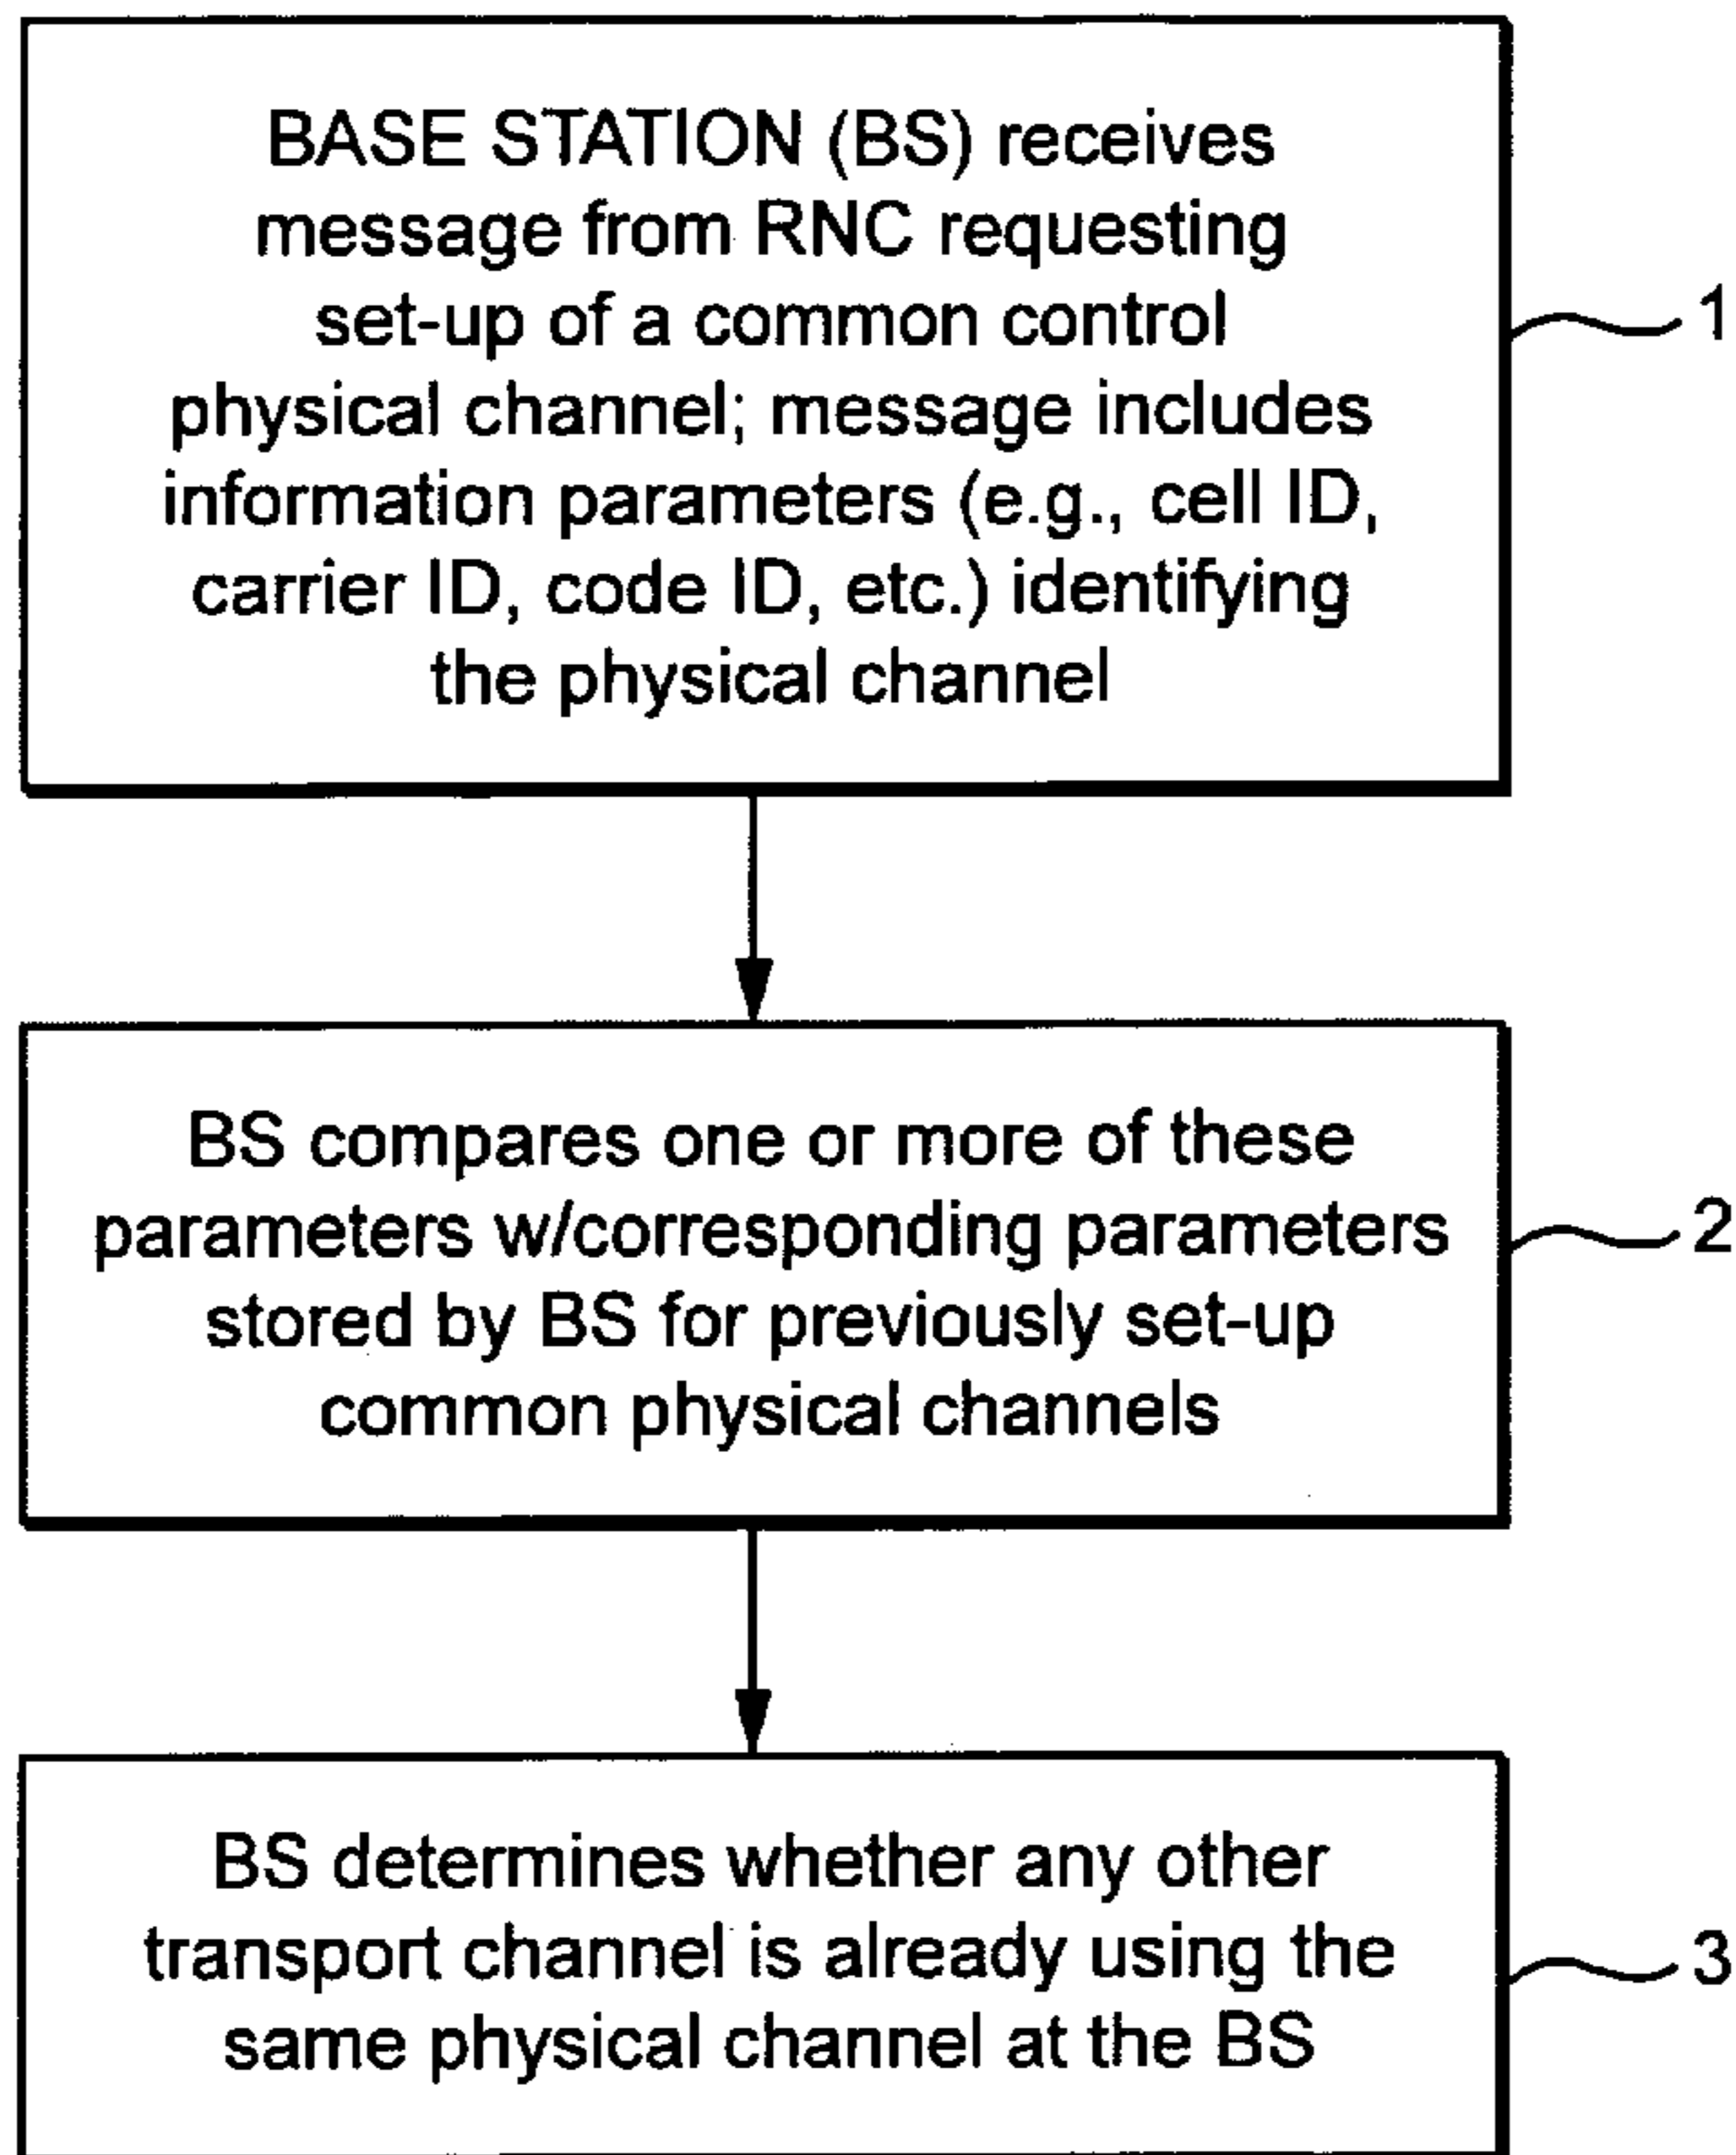 BASE STATION (BS) receives
message from RNC requesting
set-up of a common control
physical channel; message includes
information parameters (e.g., cell ID,
carrier ID, code ID, etc.) identifying
the physical channel
1
BS compares one or more of these
parameters w/corresponding parameters
stored by BS for previously set-up
common physical channels
2
BS determines whether any other
transport channel is already using the
same physical channel at the BS
3